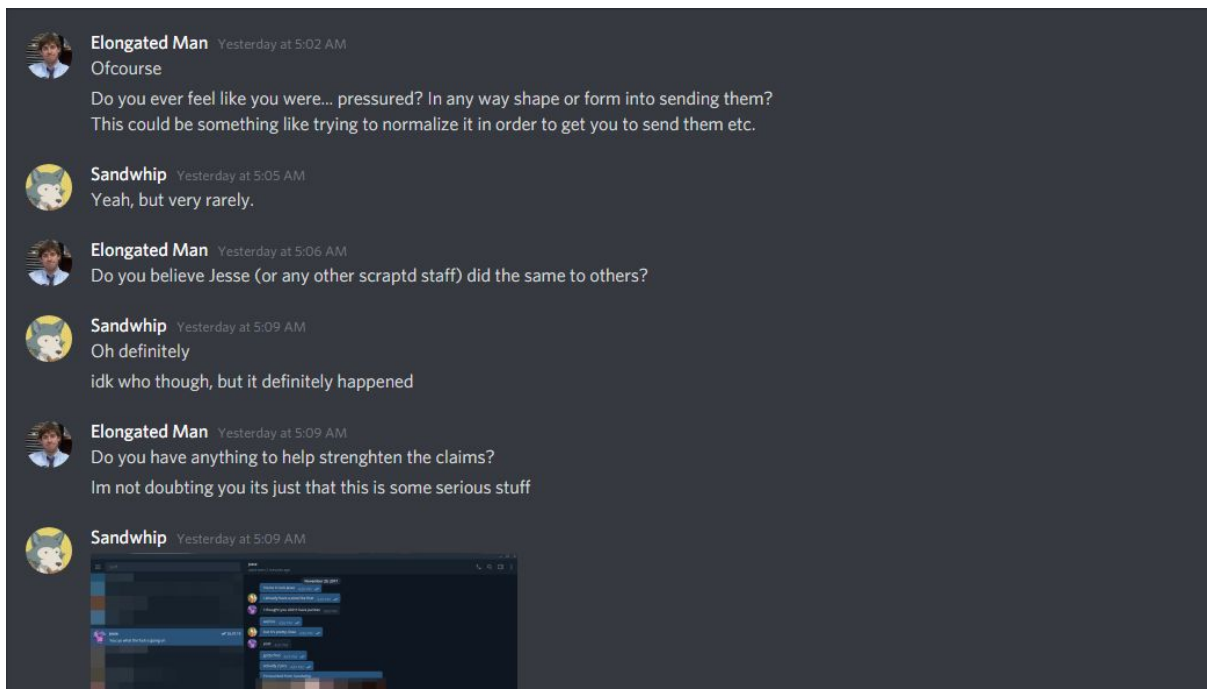 Elongated Man Yesterday at 5:02 AM
Ofcourse
Do you ever feel like you were... pressured? In any way shape or form into sending them?
This could be something like trying to normalize it in order to get you to send them etc.
Sandwhip Yesterday at 5:05 AM
Yeah, but very rarely.
Elongated Man Yesterday at 5:06 AM
Do you believe Jesse (or any other scraptd staff) did the same to others?
Sandwhip Yesterday at 5:09 AM
Oh definitely
idk who though, but it definitely happened
Elongated Man Yesterday at 5:09 AM
Do you have anything to help strenghten the claims?
Im not doubting you its just that this is some serious stuff
Sandwhip Yesterday at 5:09 AM